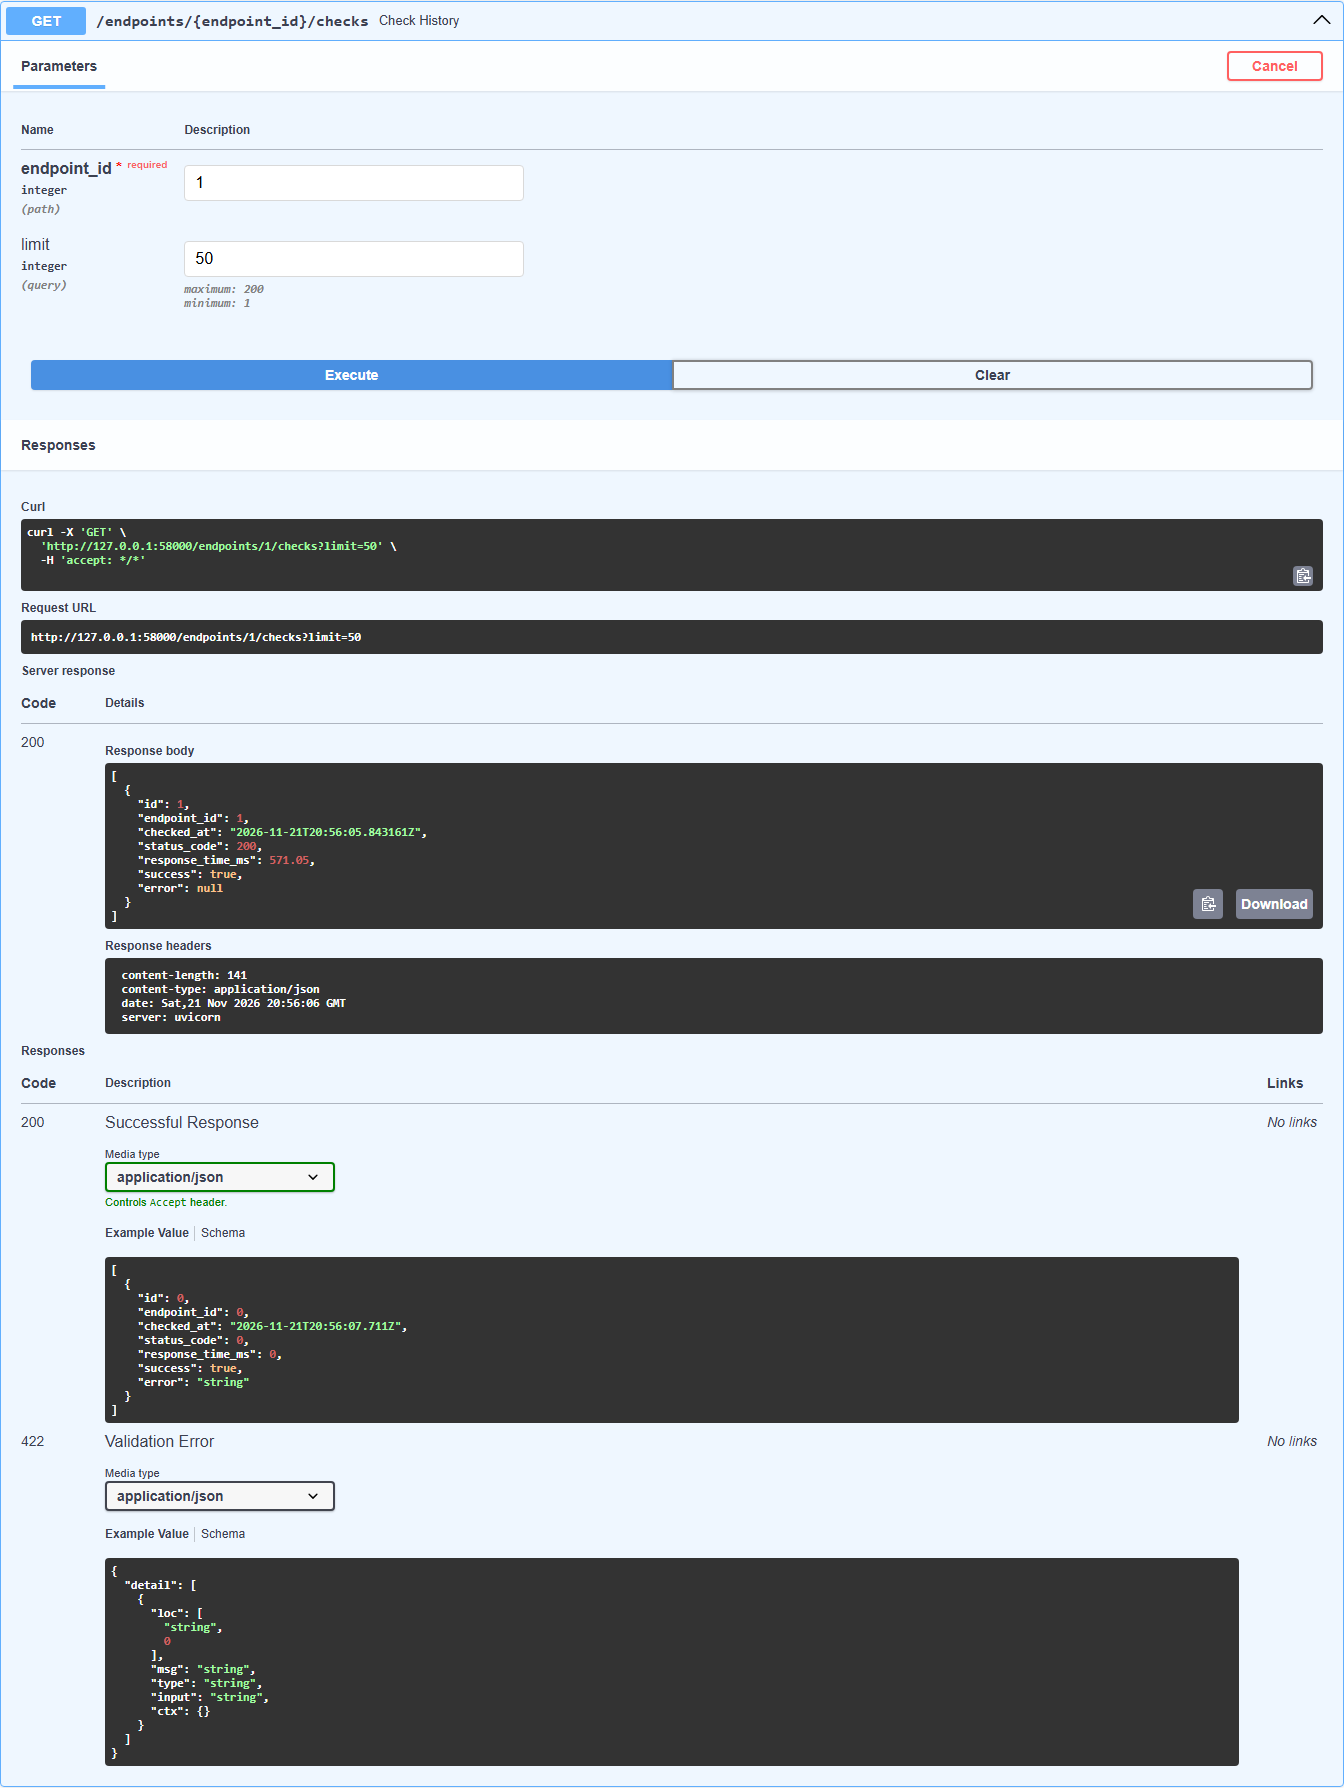 GET /endpoints/{endpoint_id}/checks Check History
Parameters
Cancel
Name Description
endpoint_id * required
integer
(path)
1
limit
integer
(query)
50
maximum: 200
minimum: 1
Execute
Clear
Responses
Curl
curl -X 'GET' \
  'http://127.0.0.1:58000/endpoints/1/checks?limit=50' \
  -H 'accept: */*'
Request URL
http://127.0.0.1:58000/endpoints/1/checks?limit=50
Server response
Code Details
200
Response body
[
  {
    "id": 1,
    "endpoint_id": 1,
    "checked_at": "2026-11-21T20:56:05.843161Z",
    "status_code": 200,
    "response_time_ms": 571.05,
    "success": true,
    "error": null
  }
]
Download
Response headers
content-length: 141
content-type: application/json
date: Sat,21 Nov 2026 20:56:06 GMT
server: uvicorn
Responses
Code Description Links
200 Successful Response No links
Media type
application/json
Controls Accept header.
Example Value Schema
[
  {
    "id": 0,
    "endpoint_id": 0,
    "checked_at": "2026-11-21T20:56:07.711Z",
    "status_code": 0,
    "response_time_ms": 0,
    "success": true,
    "error": "string"
  }
]
422 Validation Error No links
Media type
application/json
Example Value Schema
{
  "detail": [
    {
      "loc": [
        "string",
        0
      ],
      "msg": "string",
      "type": "string",
      "input": "string",
      "ctx": {}
    }
  ]
}